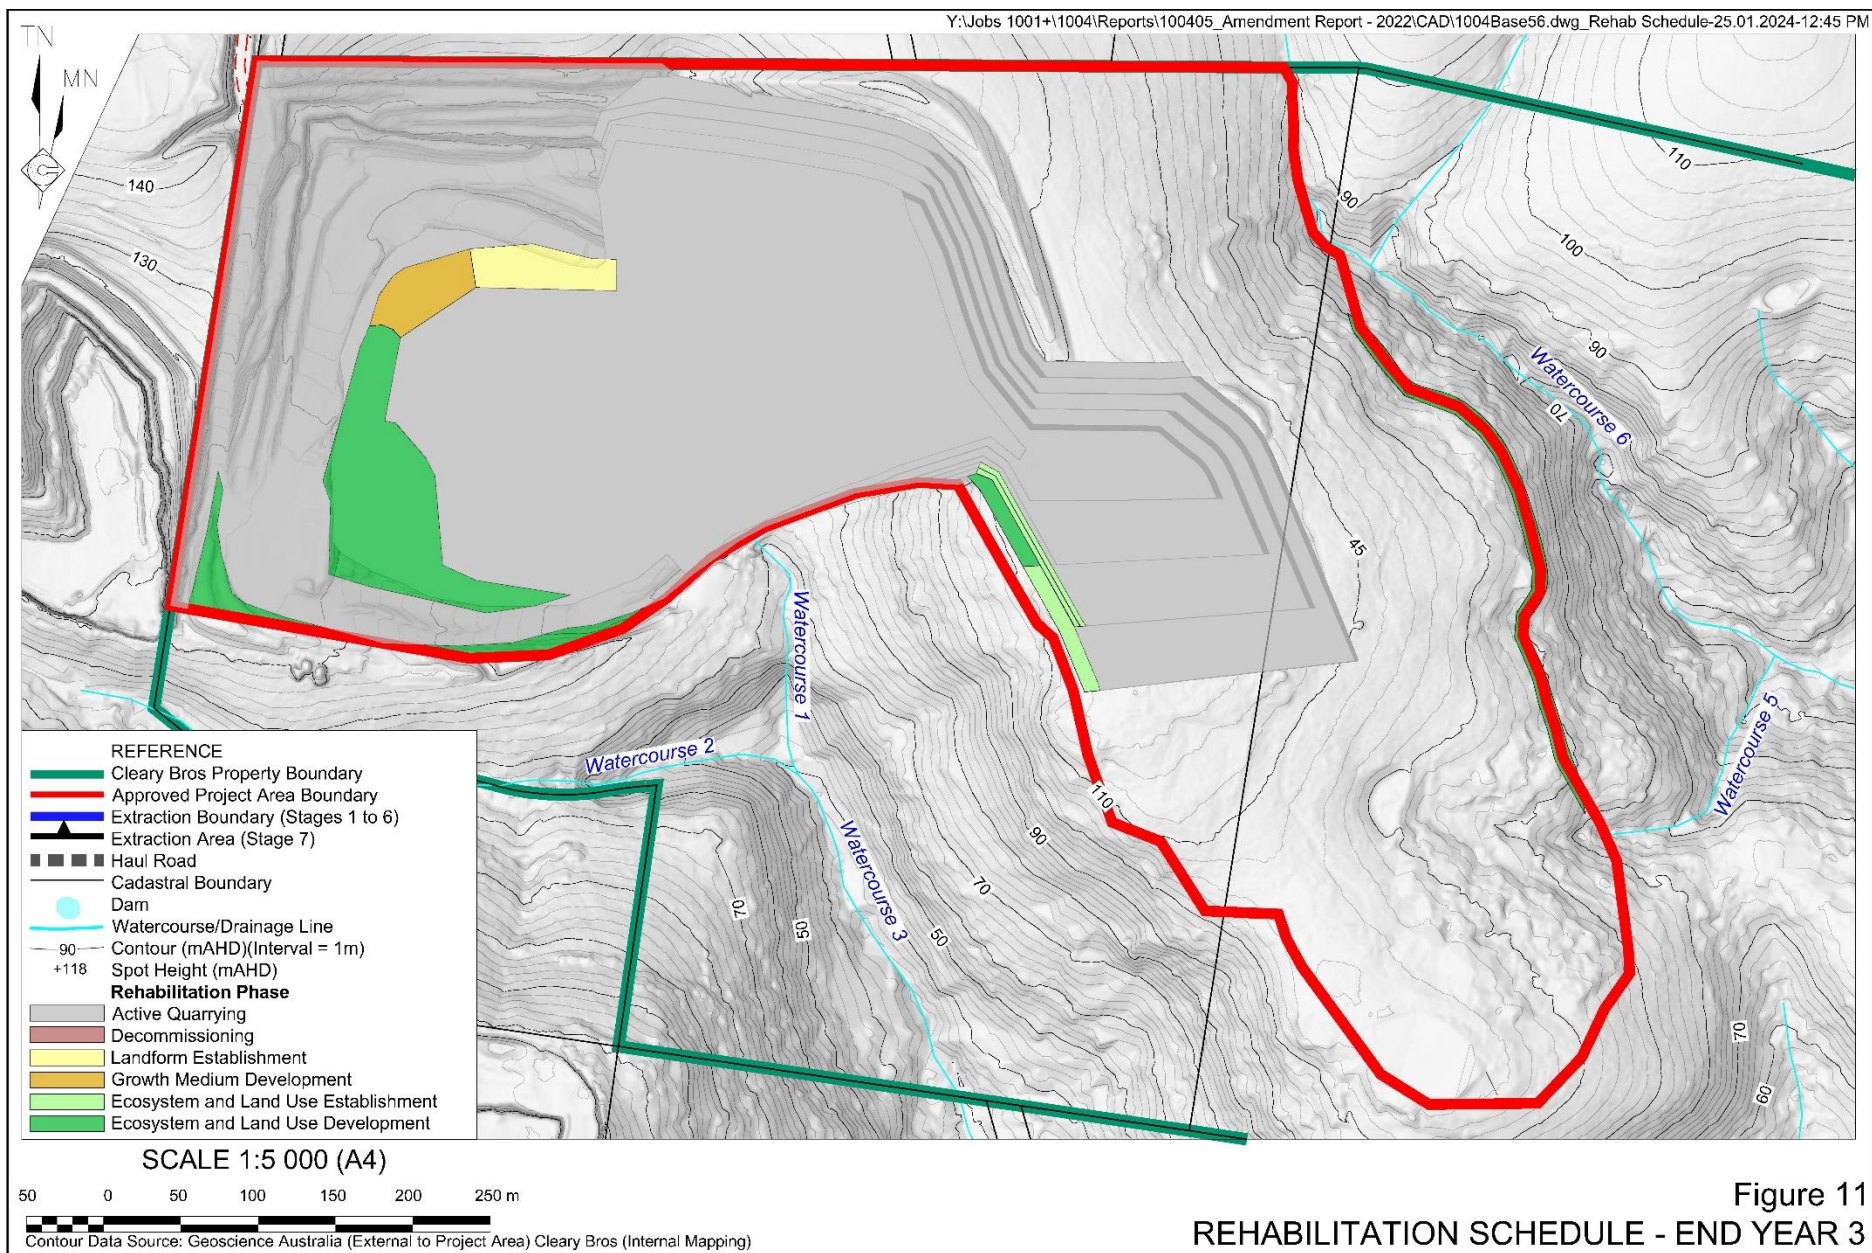 Y:\Jobs 1001+\1004\Reports\100405_Amendment Report - 2022\CAD\1004Base56.dwg_Rehab Schedule-25.01.2024-12:45 PM
TN
MN
140
130
110
90
100
90
70
Watercourse 6
45
Watercourse 1
Watercourse 2
Watercourse 5
110
90
Watercourse 3
70
70
50
50
70
60
REFERENCE
Cleary Bros Property Boundary
Approved Project Area Boundary
Extraction Boundary (Stages 1 to 6)
Extraction Area (Stage 7)
Haul Road
Cadastral Boundary
Dam
Watercourse/Drainage Line
90 Contour (mAHD)(Interval = 1m)
+118 Spot Height (mAHD)
Rehabilitation Phase
Active Quarrying
Decommissioning
Landform Establishment
Growth Medium Development
Ecosystem and Land Use Establishment
Ecosystem and Land Use Development
SCALE 1:5 000 (A4)
50 0 50 100 150 200 250 m
Contour Data Source: Geoscience Australia (External to Project Area) Cleary Bros (Internal Mapping)
Figure 11
REHABILITATION SCHEDULE - END YEAR 3